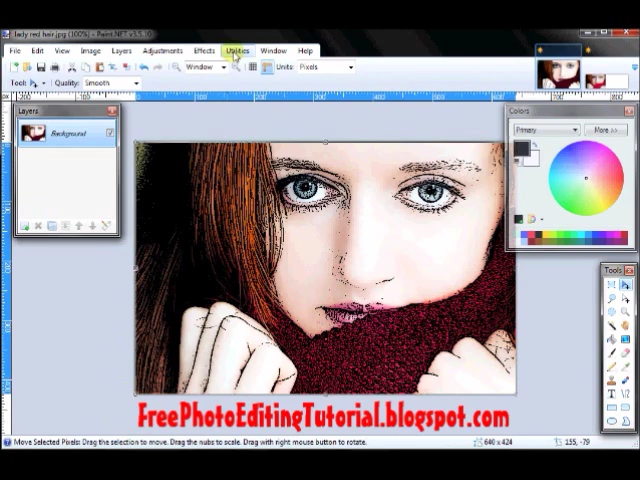 lady red hair.jpg (100%) - Paint.NET v3.5.10
File Edit View Image Layers Adjustments Effects Utilities Window Help
Window Units: Pixels
Tool: Quality: Smooth
Layers
Background
Colors
Primary More >>
Tools
FreePhotoEditingTutorial.blogspot.com
Move Selected Pixels: Drag the selection to move. Drag the nubs to scale. Drag with right mouse button to rotate. 640 x 424 155, -79